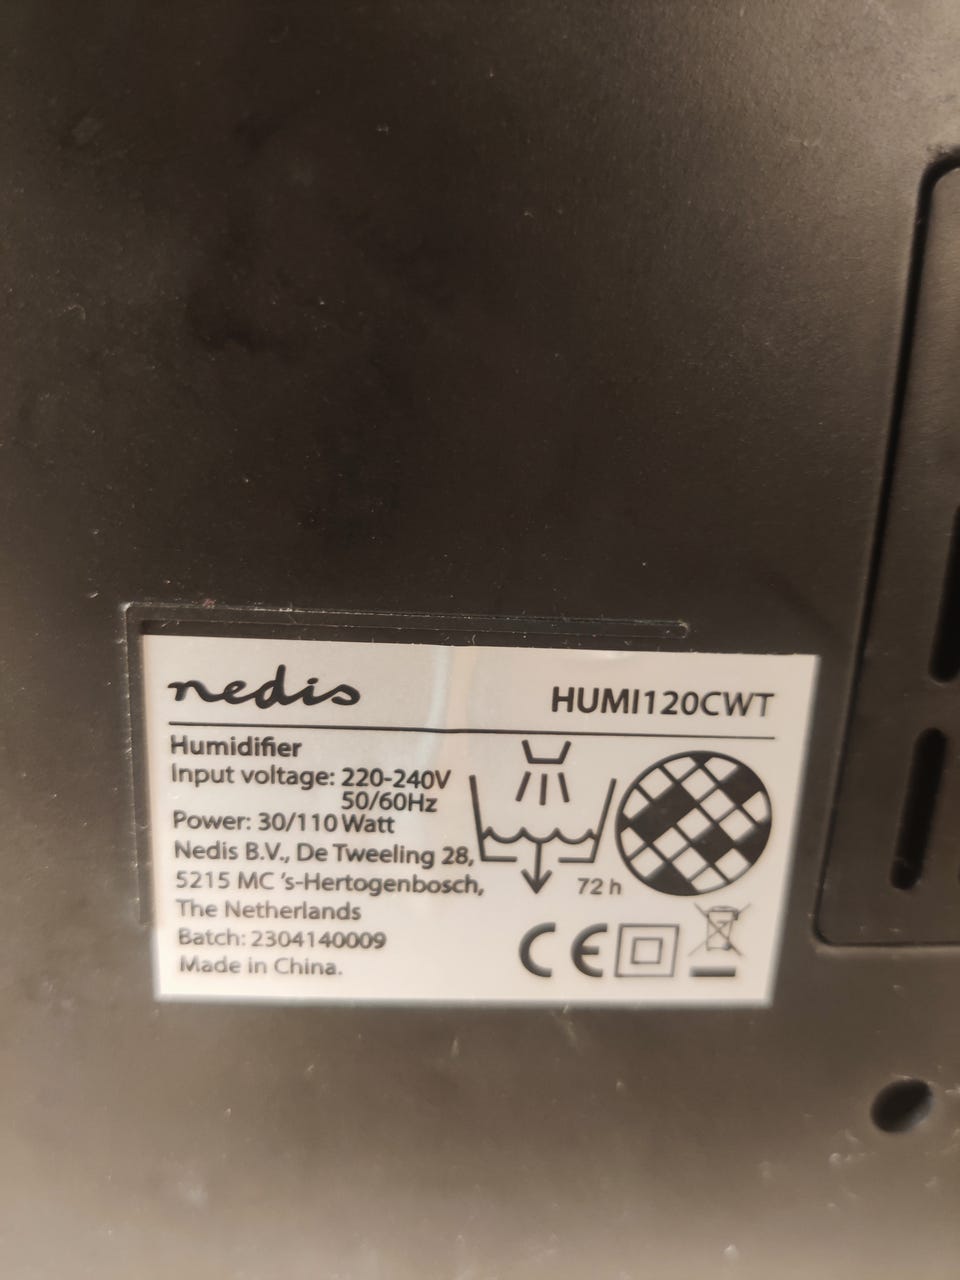 nedis HUMI120CWT
Humidifier
Input voltage: 220-240V
50/60Hz
Power: 30/110 Watt
Nedis B.V., De Tweeling 28,
5215 MC 's-Hertogenbosch,
The Netherlands
Batch: 2304140009
Made in China.
72 h
CE